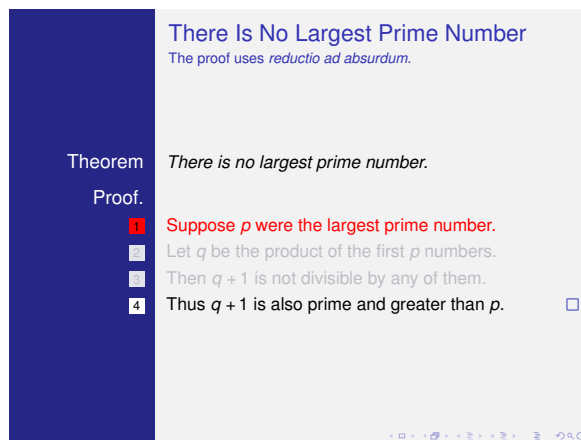 There Is No Largest Prime Number
The proof uses reductio ad absurdum.
Theorem There is no largest prime number.
Proof.
1 Suppose p were the largest prime number.
2 Let q be the product of the first p numbers.
3 Then q + 1 is not divisible by any of them.
4 Thus q + 1 is also prime and greater than p.